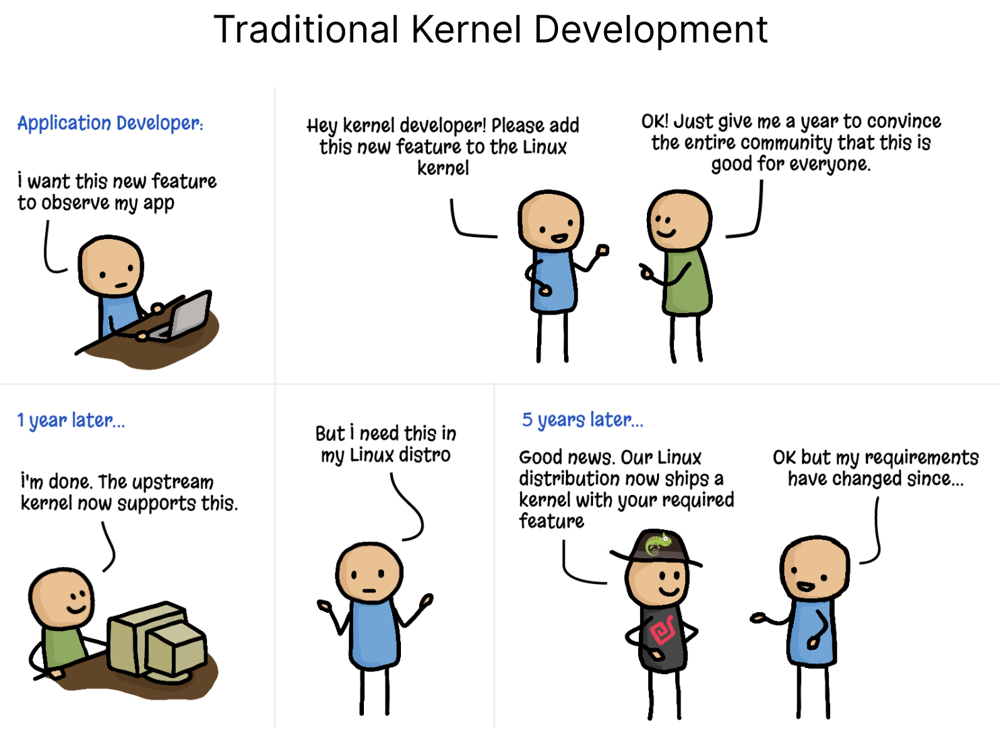 Traditional Kernel Development
Application Developer:
i want this new feature
to observe my app
Hey kernel developer! Please add
this new feature to the Linux
kernel
OK! Just give me a year to convince
the entire community that this is
good for everyone.
1 year later...
i'm done. The upstream
kernel now supports this.
But i need this in
my Linux distro
5 years later...
Good news. Our Linux
distribution now ships a
kernel with your required
feature
OK but my requirements
have changed since...